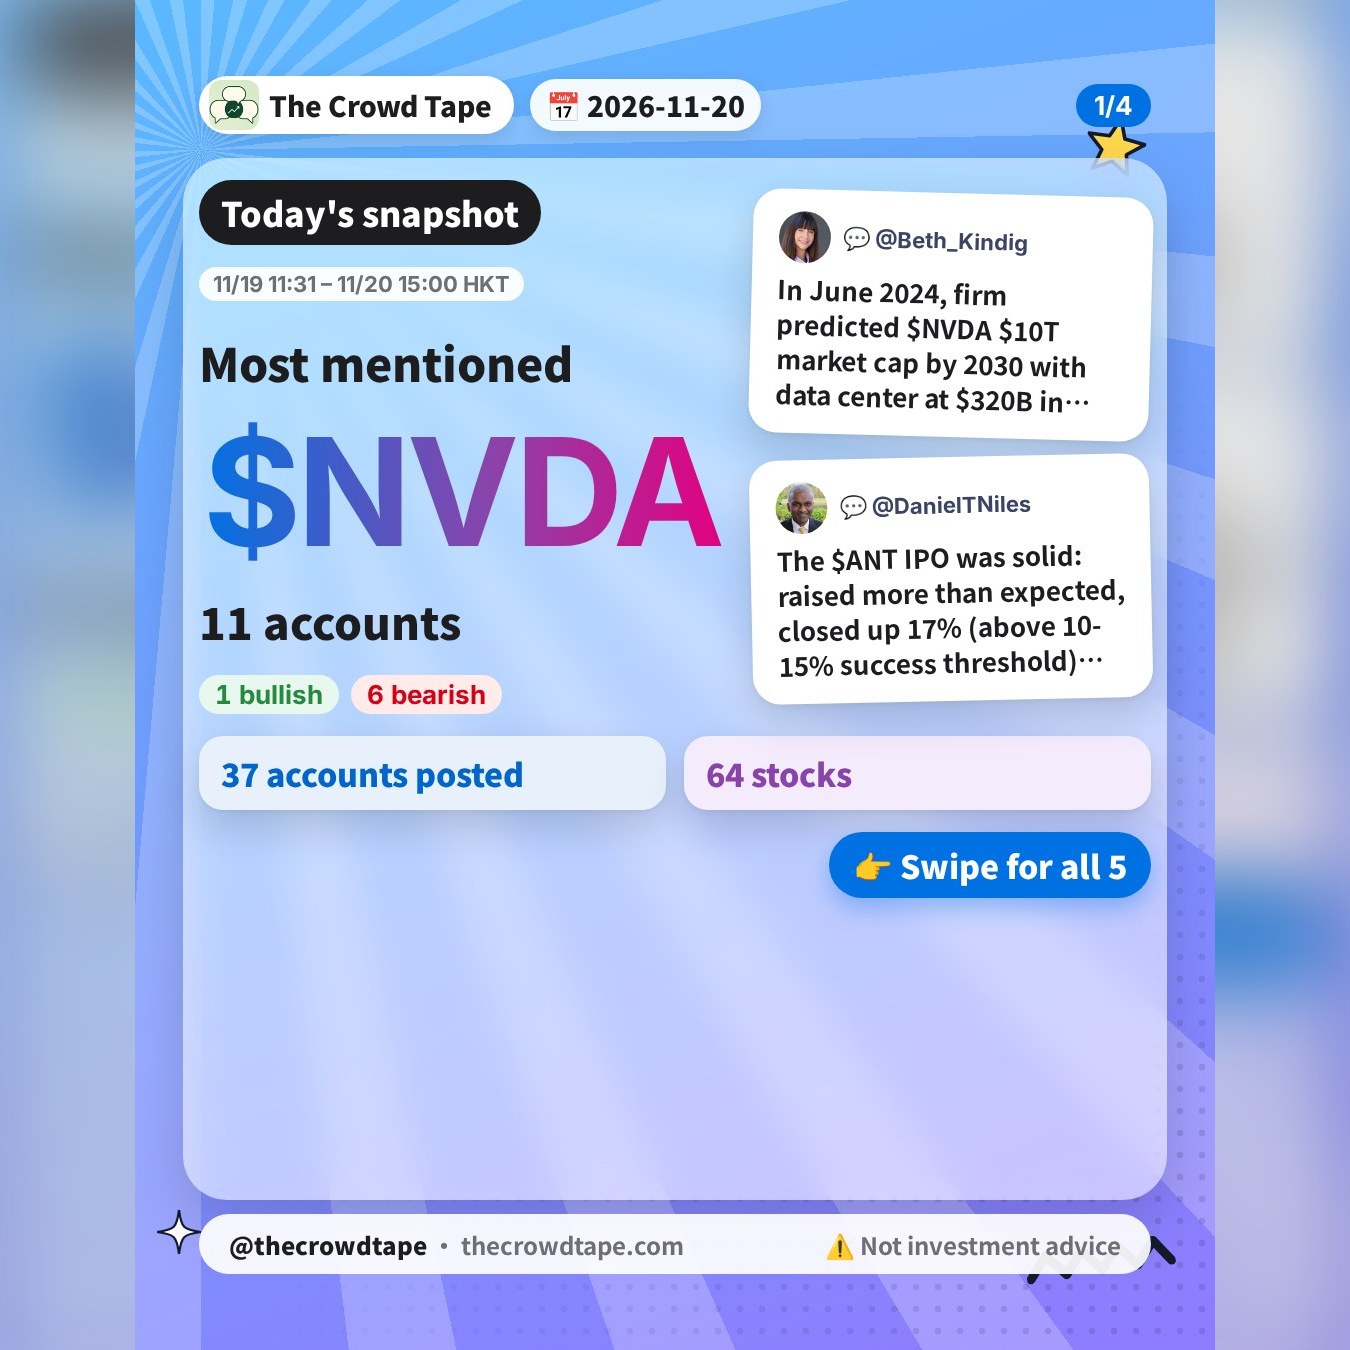 The Crowd Tape
2026-11-20
1/4
Today's snapshot
11/19 11:31 – 11/20 15:00 HKT
Most mentioned
$NVDA
11 accounts
1 bullish
6 bearish
@Beth_Kindig
In June 2024, firm
predicted $NVDA $10T
market cap by 2030 with
data center at $320B in…
@DanielTNiles
The $ANT IPO was solid:
raised more than expected,
closed up 17% (above 10-
15% success threshold)…
37 accounts posted
64 stocks
👉 Swipe for all 5
@thecrowdtape • thecrowdtape.com
⚠️ Not investment advice